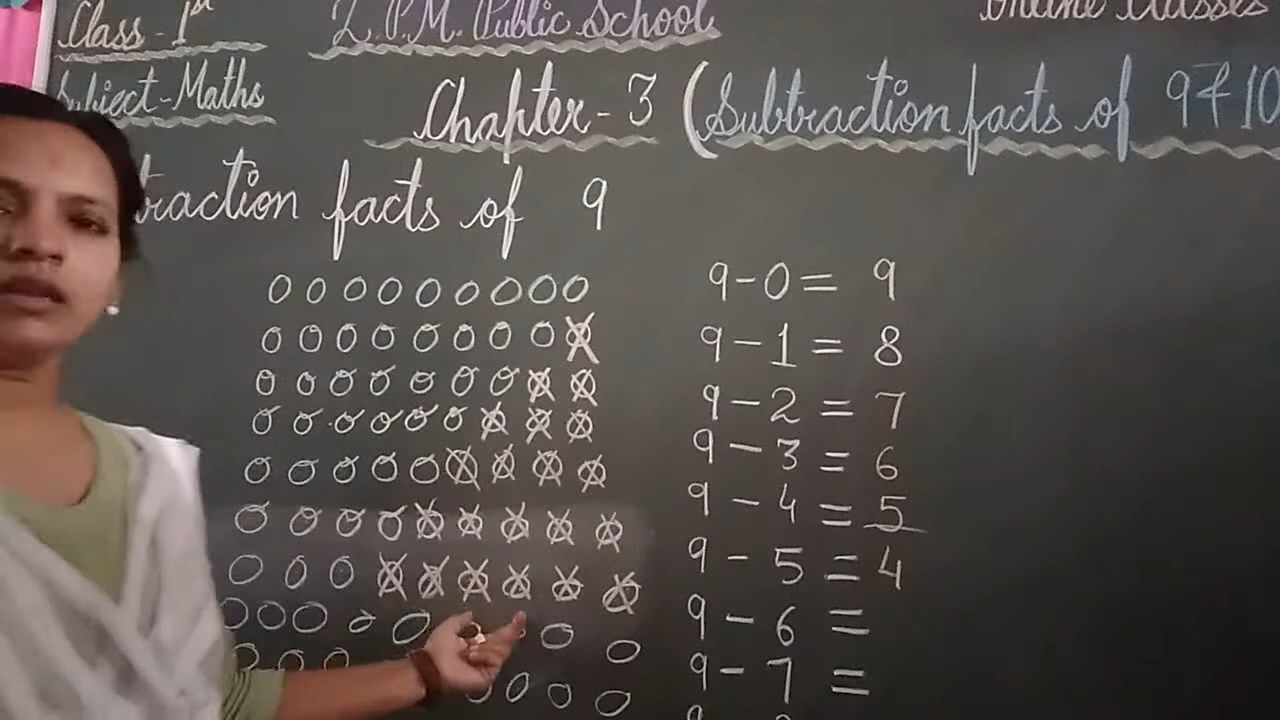 Class - 1st
Z.P.M. Public School
Online Classes
Subject - Maths
Chapter - 3 (Subtraction facts of 9 & 10
traction facts of 9
9 - 0 = 9
9 - 1 = 8
9 - 2 = 7
9 - 3 = 6
9 - 4 = 5
9 - 5 = 4
9 - 6 =
9 - 7 =